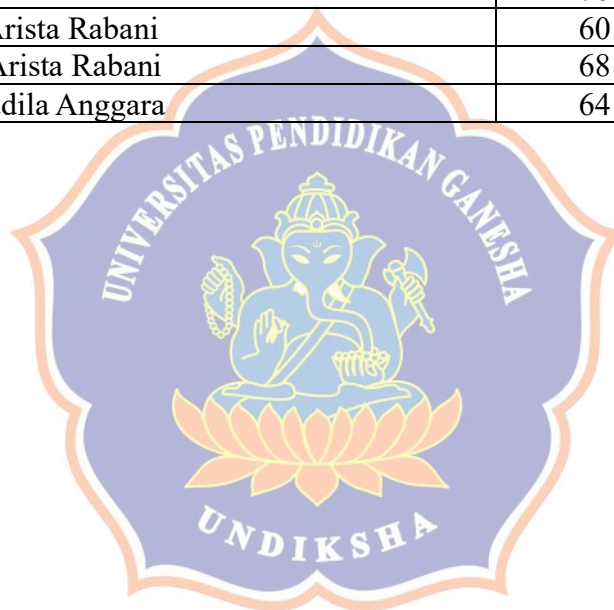 Arista Rabani 60
Arista Rabani 68
dila Anggara 64
UNIVERSITAS PENDIDIKAN GANESHA
UNDIKSHA